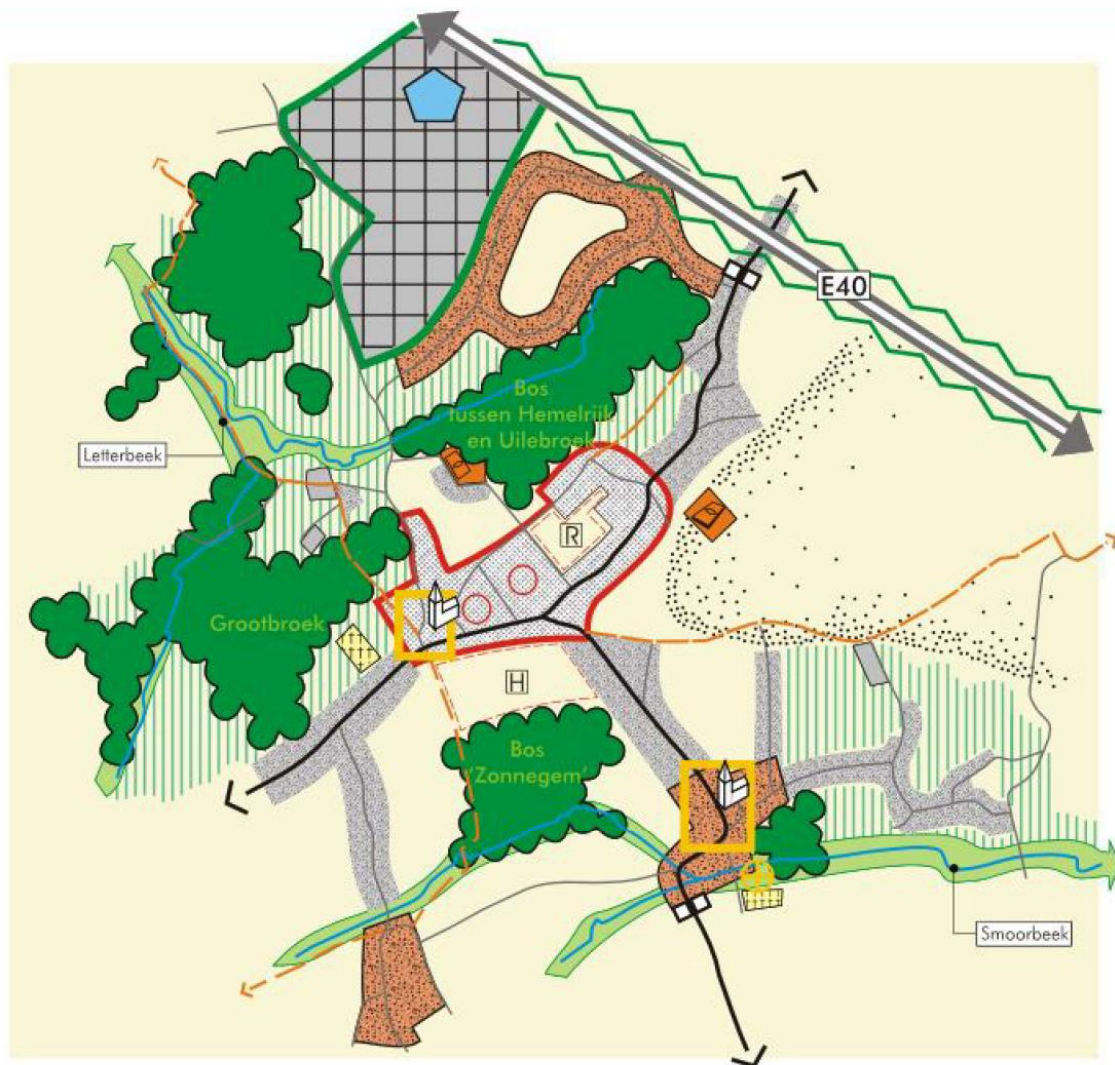 E40
Bos
tussen Hemelrijk
en Uilebroek
Letterbeek
R
Grootbroek
H
Bos
'Zonnegem'
Smoorbeek